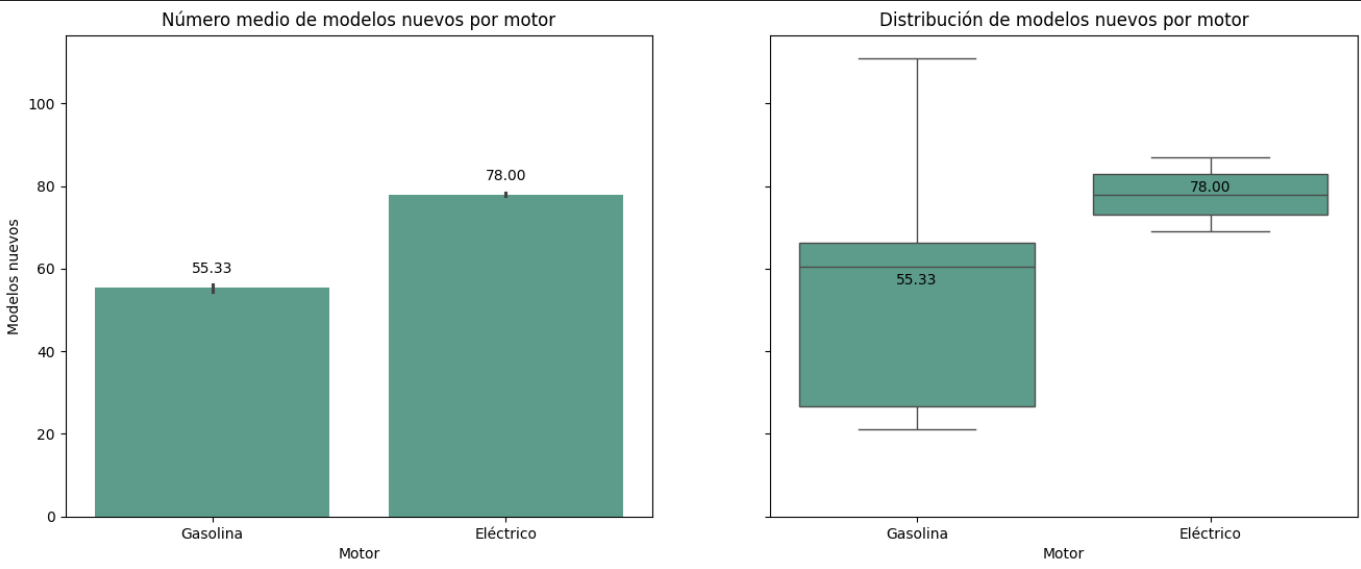 Número medio de modelos nuevos por motor
Modelos nuevos
100
80
60
40
20
0
55.33
78.00
Gasolina
Eléctrico
Motor
Distribución de modelos nuevos por motor
55.33
78.00
Gasolina
Eléctrico
Motor